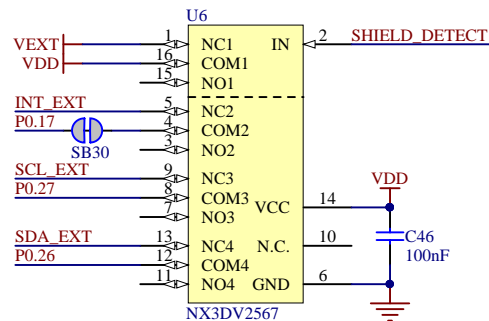 U6
VEXT 1 NC1 IN 2 SHIELD_DETECT
VDD 16 COM1
15 NO1
INT_EXT 5 NC2
P0.17 4 COM2
SB30 3 NO2
SCL_EXT 9 NC3
P0.27 8 COM3
7 NO3
VCC 14 VDD
SDA_EXT 13 NC4 N.C. 10 C46
P0.26 12 COM4 100nF
11 NO4 GND 6
NX3DV2567